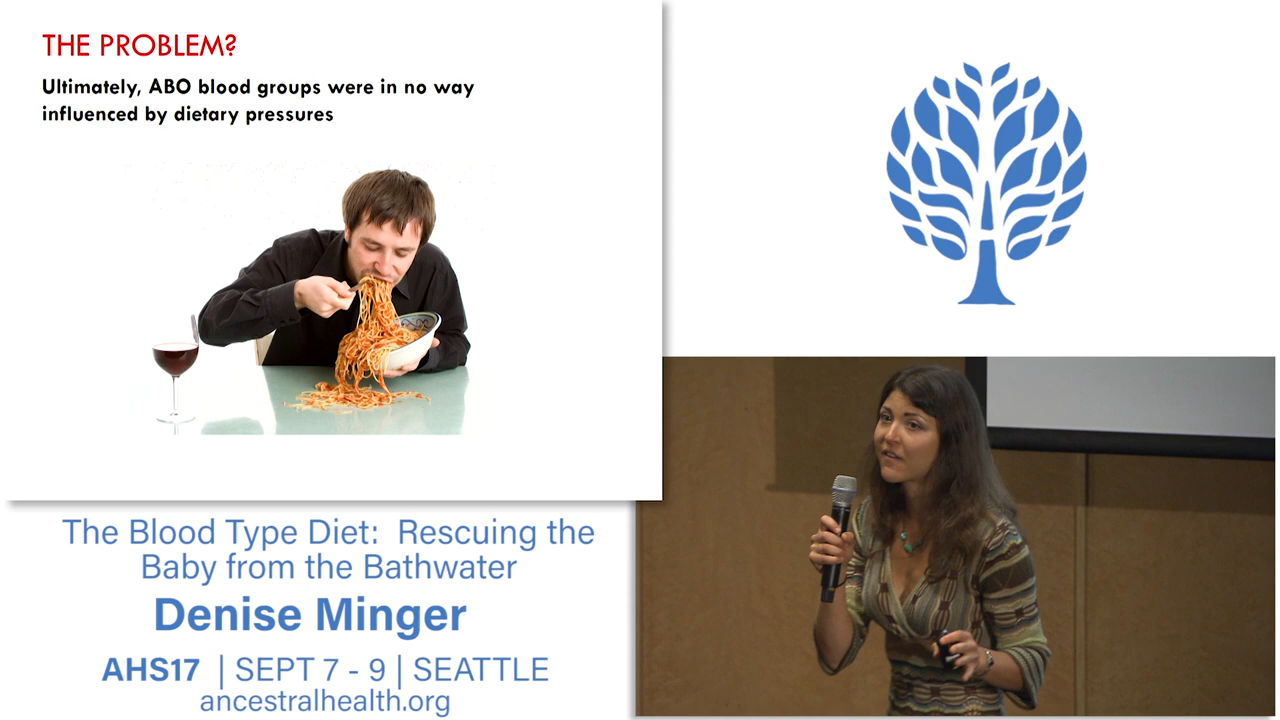 THE PROBLEM?
Ultimately, ABO blood groups were in no way
influenced by dietary pressures
The Blood Type Diet:  Rescuing the
Baby from the Bathwater
Denise Minger
AHS17 | SEPT 7 - 9 | SEATTLE
ancestralhealth.org